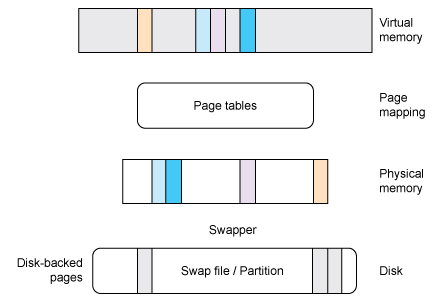 Virtual
memory
Page tables
Page
mapping
Physical
memory
Swapper
Disk-backed
pages
Swap file / Partition
Disk